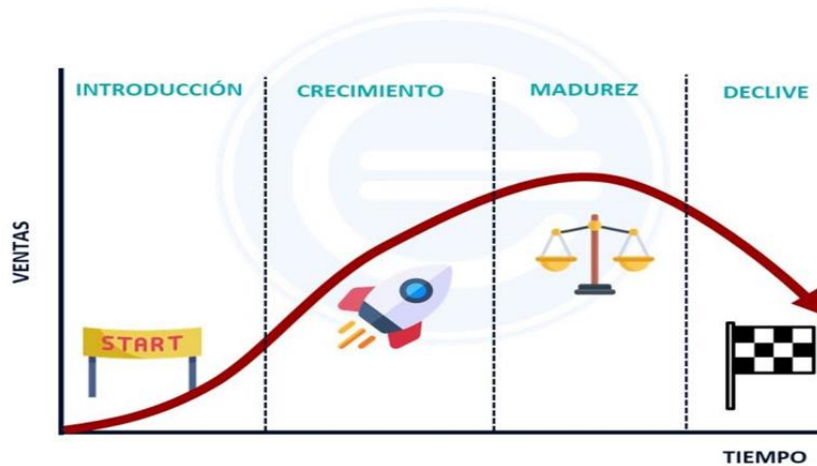 INTRODUCCIÓN
CRECIMIENTO
MADUREZ
DECLIVE
VENTAS
START
TIEMPO